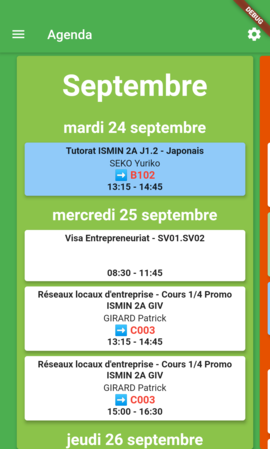 DEBUG
Agenda
Septembre
mardi 24 septembre
Tutorat ISMIN 2A J1.2 - Japonais
SEKO Yuriko
➡️ B102
13:15 - 14:45
mercredi 25 septembre
Visa Entrepreneuriat - SV01.SV02
08:30 - 11:45
Réseaux locaux d'entreprise - Cours 1/4 Promo
ISMIN 2A GIV
GIRARD Patrick
➡️ C003
13:15 - 14:45
Réseaux locaux d'entreprise - Cours 1/4 Promo
ISMIN 2A GIV
GIRARD Patrick
➡️ C003
15:00 - 16:30
jeudi 26 septembre